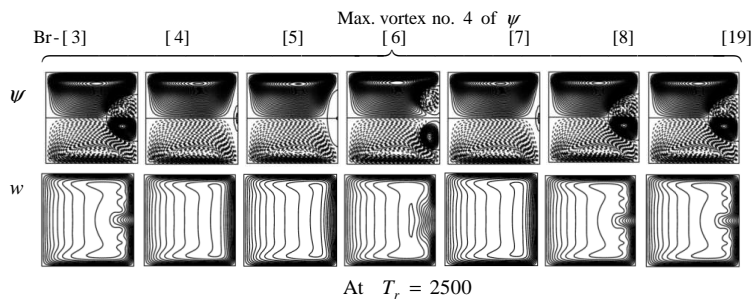 Max. vortex no. 4 of ψ
Br-[3] [4] [5] [6] [7] [8] [19]
ψ
w
At T_r = 2500